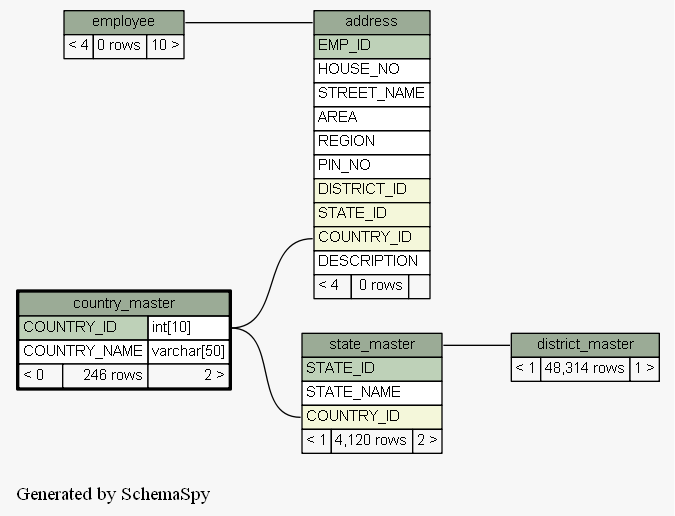 employee
< 4 0 rows 10 >
address
EMP_ID
HOUSE_NO
STREET_NAME
AREA
REGION
PIN_NO
DISTRICT_ID
STATE_ID
COUNTRY_ID
DESCRIPTION
< 4 0 rows
country_master
COUNTRY_ID int[10]
COUNTRY_NAME varchar[50]
< 0 246 rows 2 >
state_master
STATE_ID
STATE_NAME
COUNTRY_ID
< 1 4,120 rows 2 >
district_master
< 1 48,314 rows 1 >
Generated by SchemaSpy